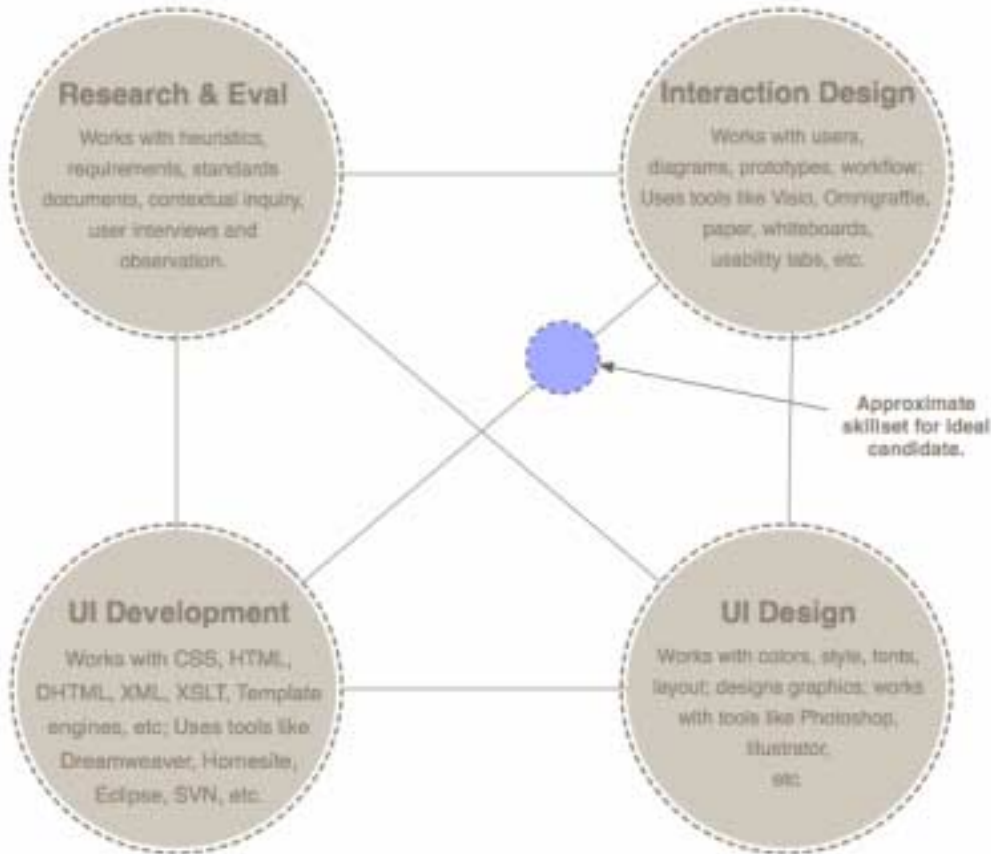 Research & Eval
Works with heuristics,
requirements, standards
documents, contextual inquiry,
user interviews and
observation.
Interaction Design
Works with users,
diagrams, prototypes, workflow;
Uses tools like Visio, Omnigraffle,
paper, whiteboards,
usability labs, etc.
Approximate
skillset for ideal
candidate.
UI Development
Works with CSS, HTML,
DHTML, XML, XSLT, Template
engines, etc; Uses tools like
Dreamweaver, Homesite,
Eclipse, SVN, etc.
UI Design
Works with colors, style, fonts,
layout; designs graphics; works
with tools like Photoshop,
Illustrator,
etc.